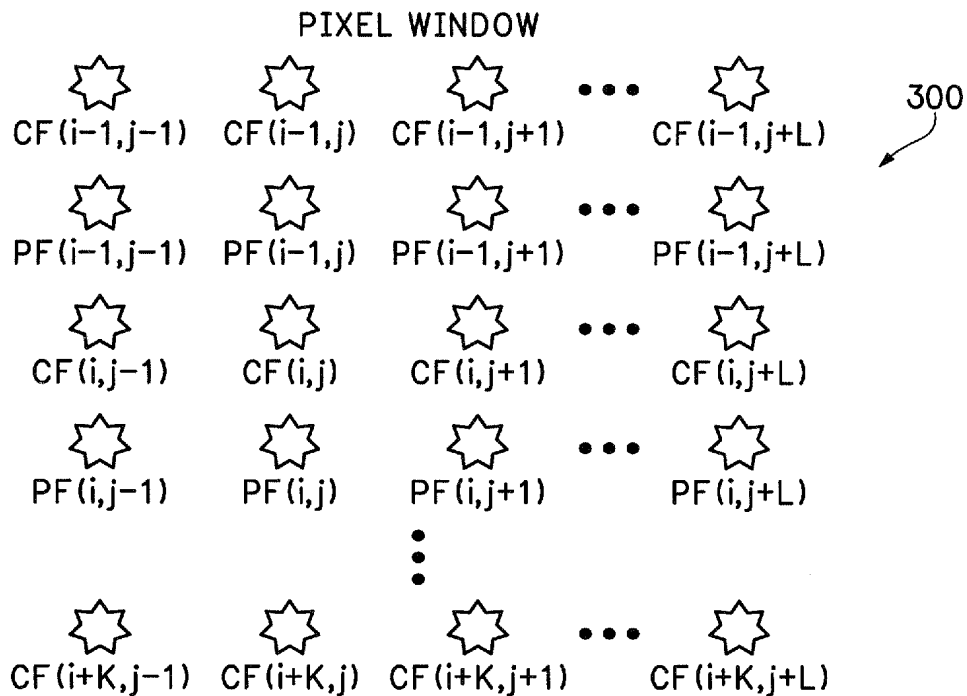 PIXEL WINDOW
300
CF(i-1,j-1) CF(i-1,j) CF(i-1,j+1) CF(i-1,j+L)
PF(i-1,j-1) PF(i-1,j) PF(i-1,j+1) PF(i-1,j+L)
CF(i,j-1) CF(i,j) CF(i,j+1) CF(i,j+L)
PF(i,j-1) PF(i,j) PF(i,j+1) PF(i,j+L)
CF(i+K,j-1) CF(i+K,j) CF(i+K,j+1) CF(i+K,j+L)